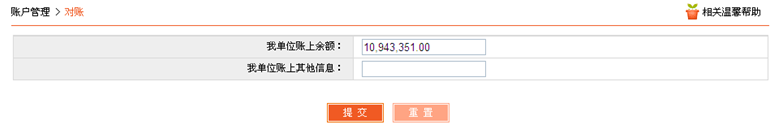 账户管理 > 对账 相关温馨帮助
我单位账上余额： 10,943,351.00
我单位账上其他信息：
提 交 重 置